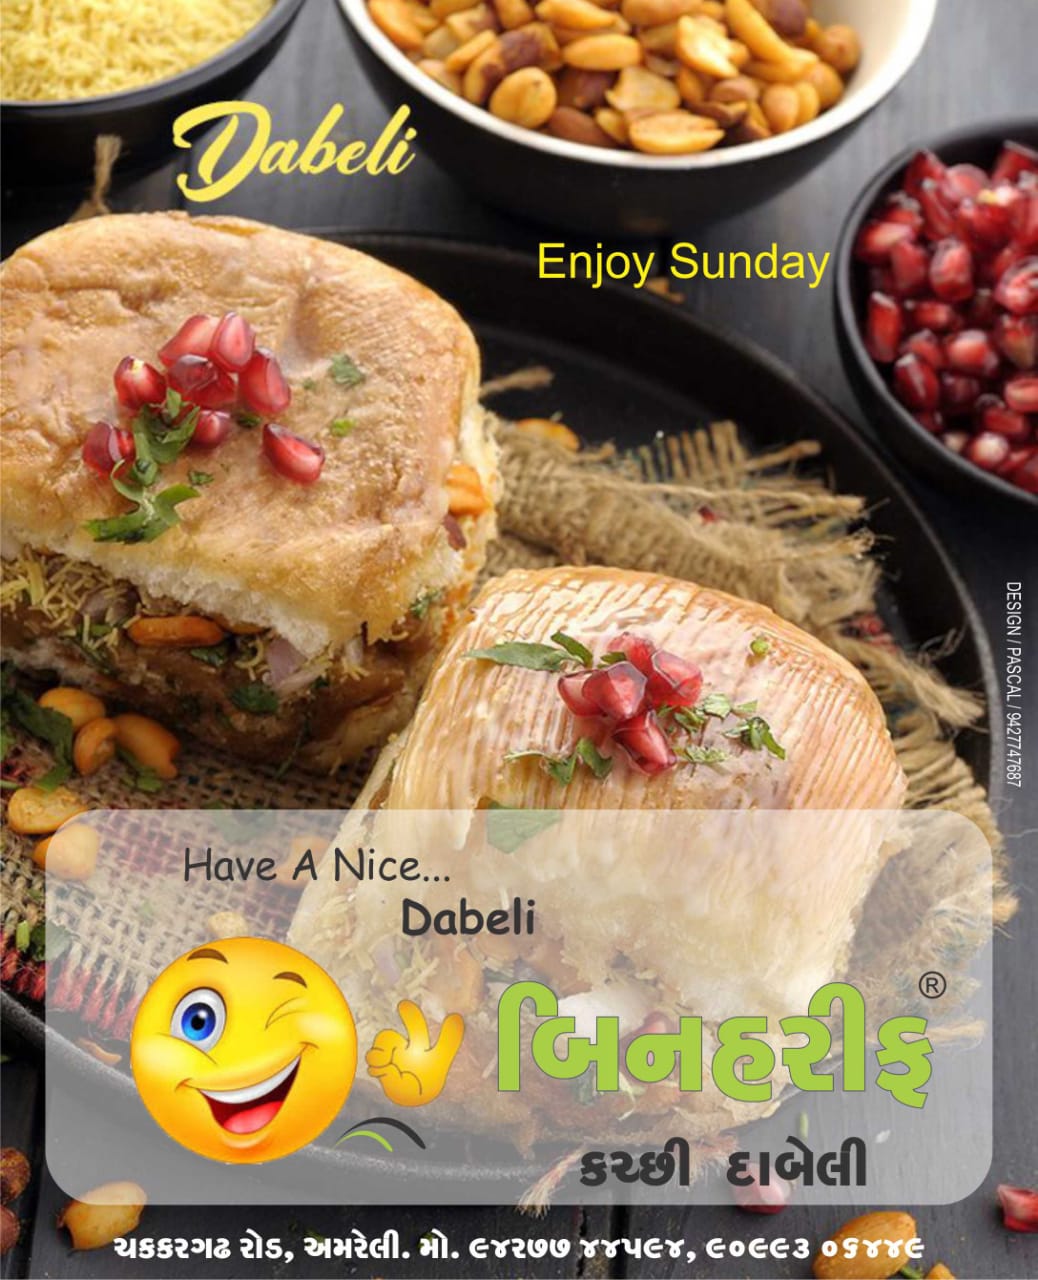 Dabeli
Enjoy Sunday
DESIGN / PASCAL / 9427747687
Have A Nice...
Dabeli
બિનહરીફ ®
કચ્છી દાબેલી
ચકકરગઢ રોડ, અમરેલી. મો. ૯૪૨૭૭ ૪૪૫૯૪, ૯૦૯૯૩ ૦૬૪૪૯